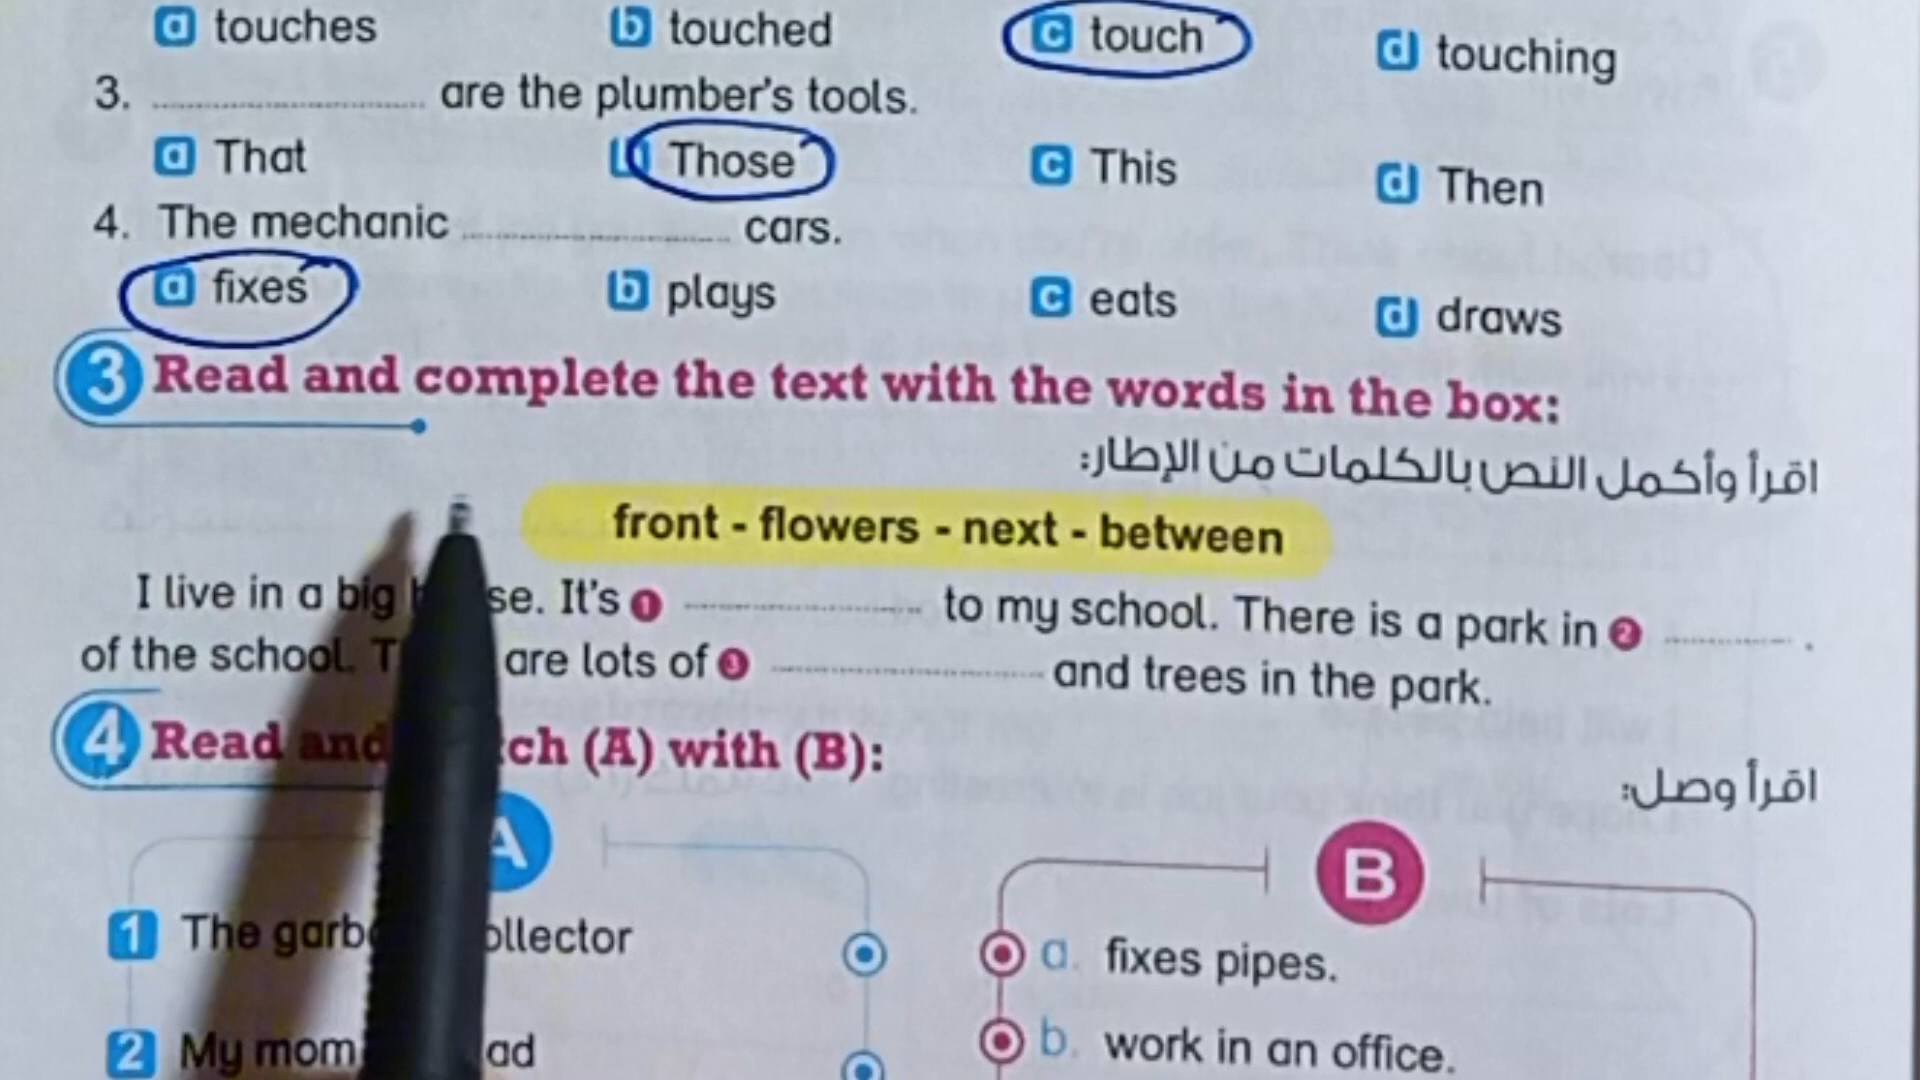 a touches b touched c touch d touching
3. .................... are the plumber's tools.
a That Those c This d Then
4. The mechanic .................... cars.
a fixes b plays c eats d draws
3 Read and complete the text with the words in the box:
اقرأ وأكمل النص بالكلمات من الإطار:
front - flowers - next - between
I live in a big se. It's 1 .................... to my school. There is a park in 2 ........... .
of the school. are lots of 3 .................... and trees in the park.
4 Read and ch (A) with (B):
اقرأ وصل:
A B
1 The garb ollector
a. fixes pipes.
2 My mom ad
b. work in an office.